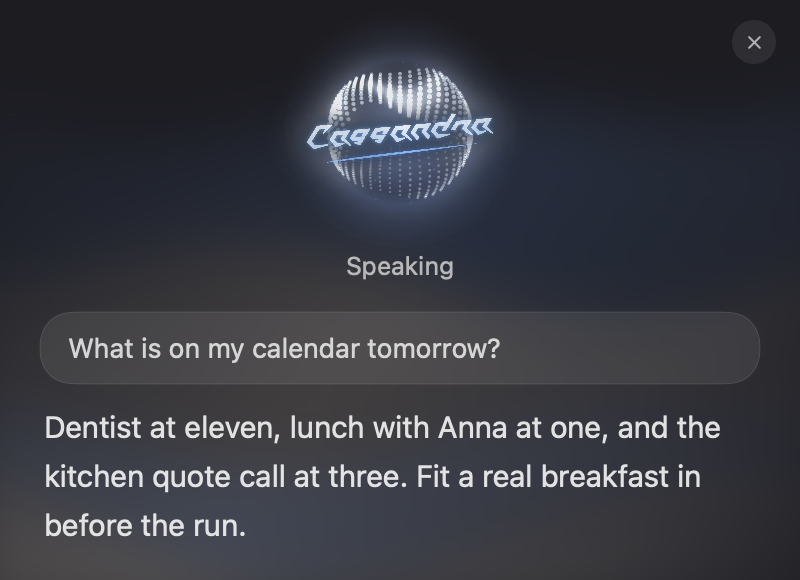 Cassandra
Speaking
What is on my calendar tomorrow?
Dentist at eleven, lunch with Anna at one, and the
kitchen quote call at three. Fit a real breakfast in
before the run.